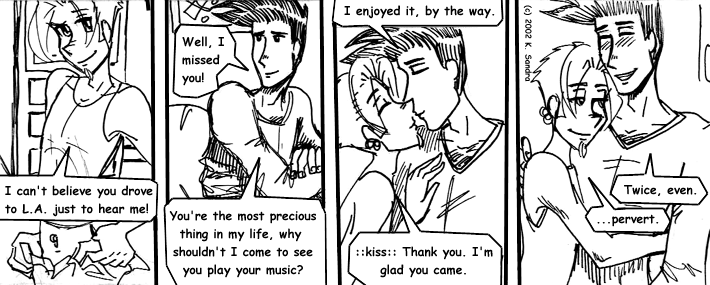 I can't believe you drove
to L.A. just to hear me!
Well, I
missed
you!
You're the most precious
thing in my life, why
shouldn't I come to see
you play your music?
I enjoyed it, by the way.
::kiss:: Thank you. I'm
glad you came.
(c) 2002 K. Sandra
Twice, even.
...pervert.